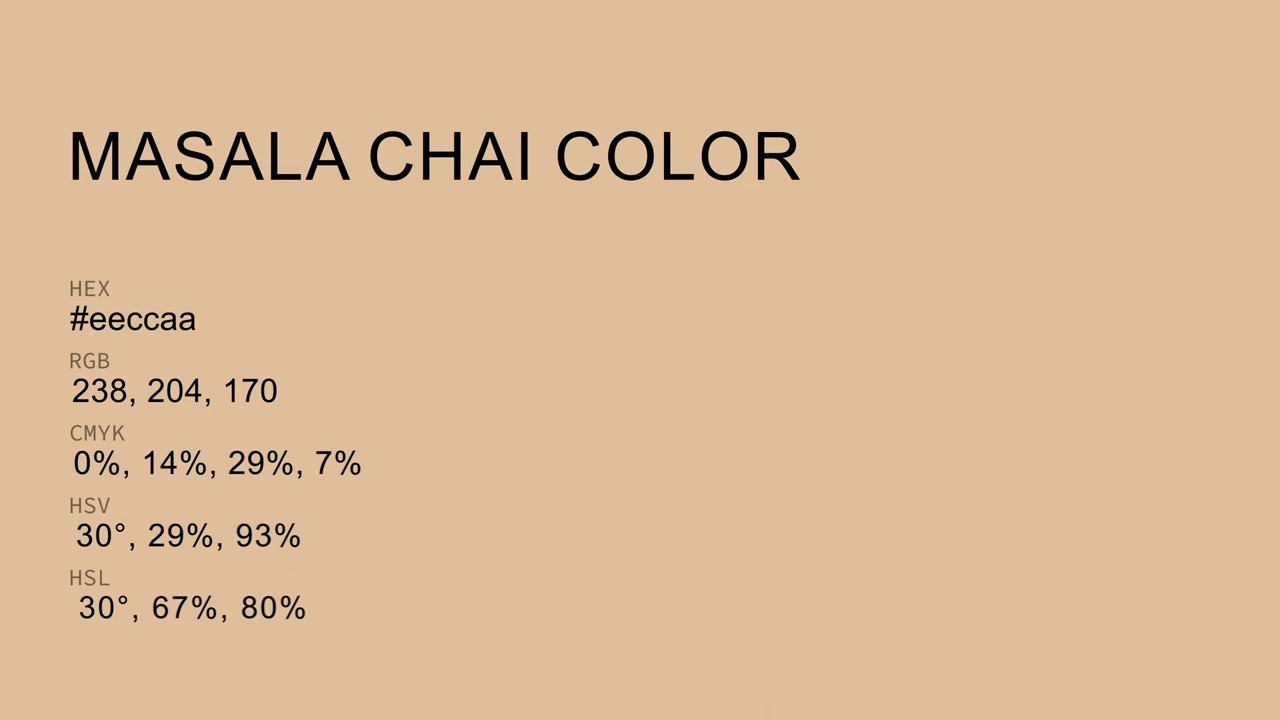 MASALA CHAI COLOR
HEX
#eeccaa
RGB
238, 204, 170
CMYK
0%, 14%, 29%, 7%
HSV
30°, 29%, 93%
HSL
30°, 67%, 80%